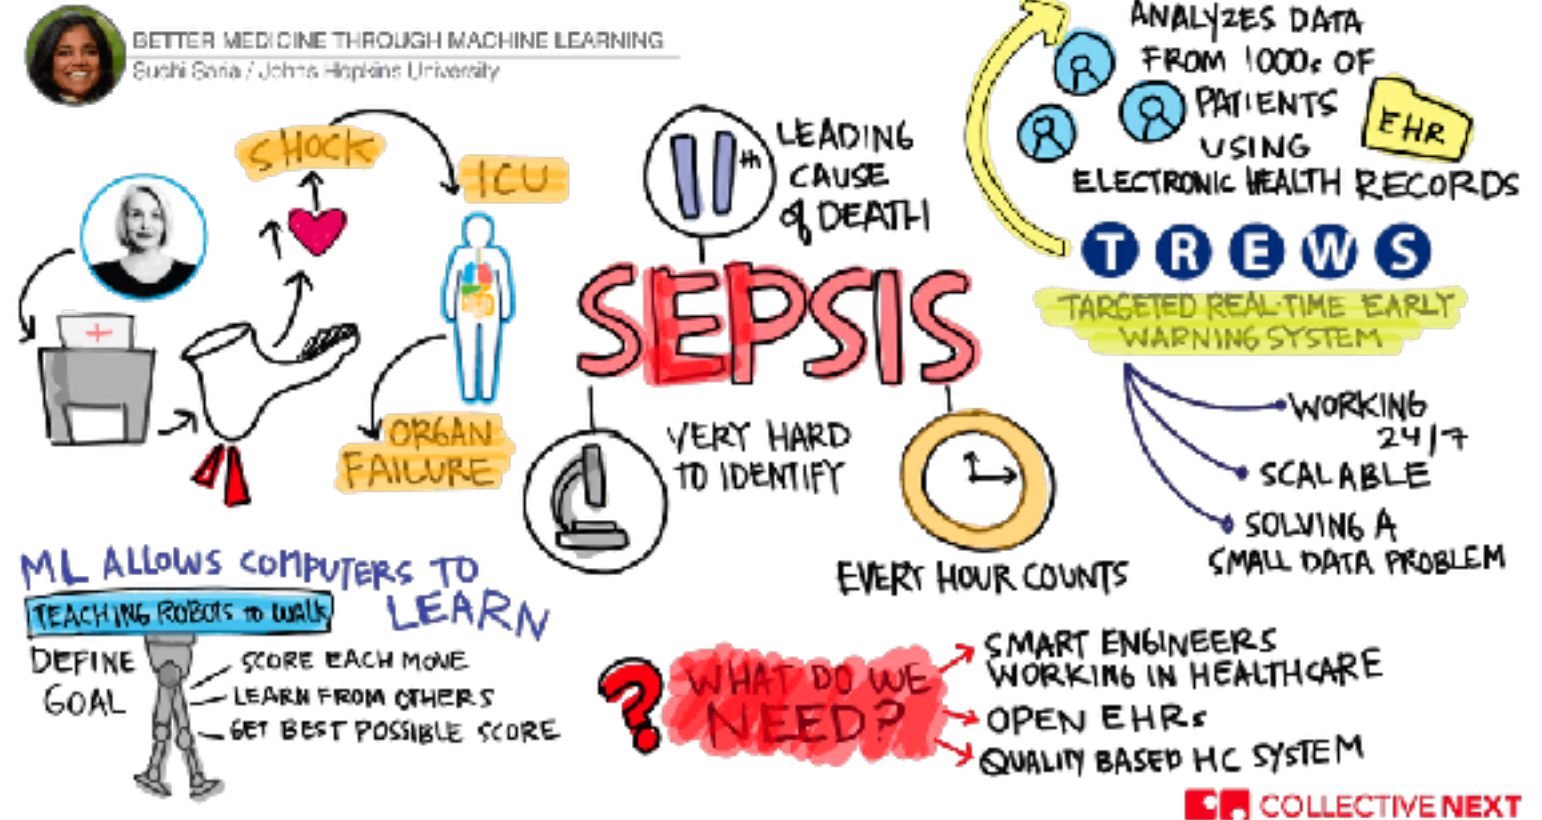 BETTER MEDICINE THROUGH MACHINE LEARNING
Suchi Saria / Johns Hopkins University
SHOCK
ICU
ORGAN
FAILURE
11th
LEADING
CAUSE
of DEATH
SEPSIS
VERY HARD
TO IDENTIFY
EVERY HOUR COUNTS
ANALYZES DATA
FROM 1000s OF
PATIENTS
USING
ELECTRONIC HEALTH RECORDS
EHR
TREWS
TARGETED REAL-TIME EARLY
WARNING SYSTEM
WORKING
24/7
SCALABLE
SOLVING A
SMALL DATA PROBLEM
ML ALLOWS COMPUTERS TO
LEARN
TEACHING ROBOTS TO WALK
DEFINE
GOAL
SCORE EACH MOVE
LEARN FROM OTHERS
GET BEST POSSIBLE SCORE
? WHAT DO WE
NEED?
SMART ENGINEERS
WORKING IN HEALTHCARE
OPEN EHRs
QUALITY BASED HC SYSTEM
COLLECTIVE NEXT